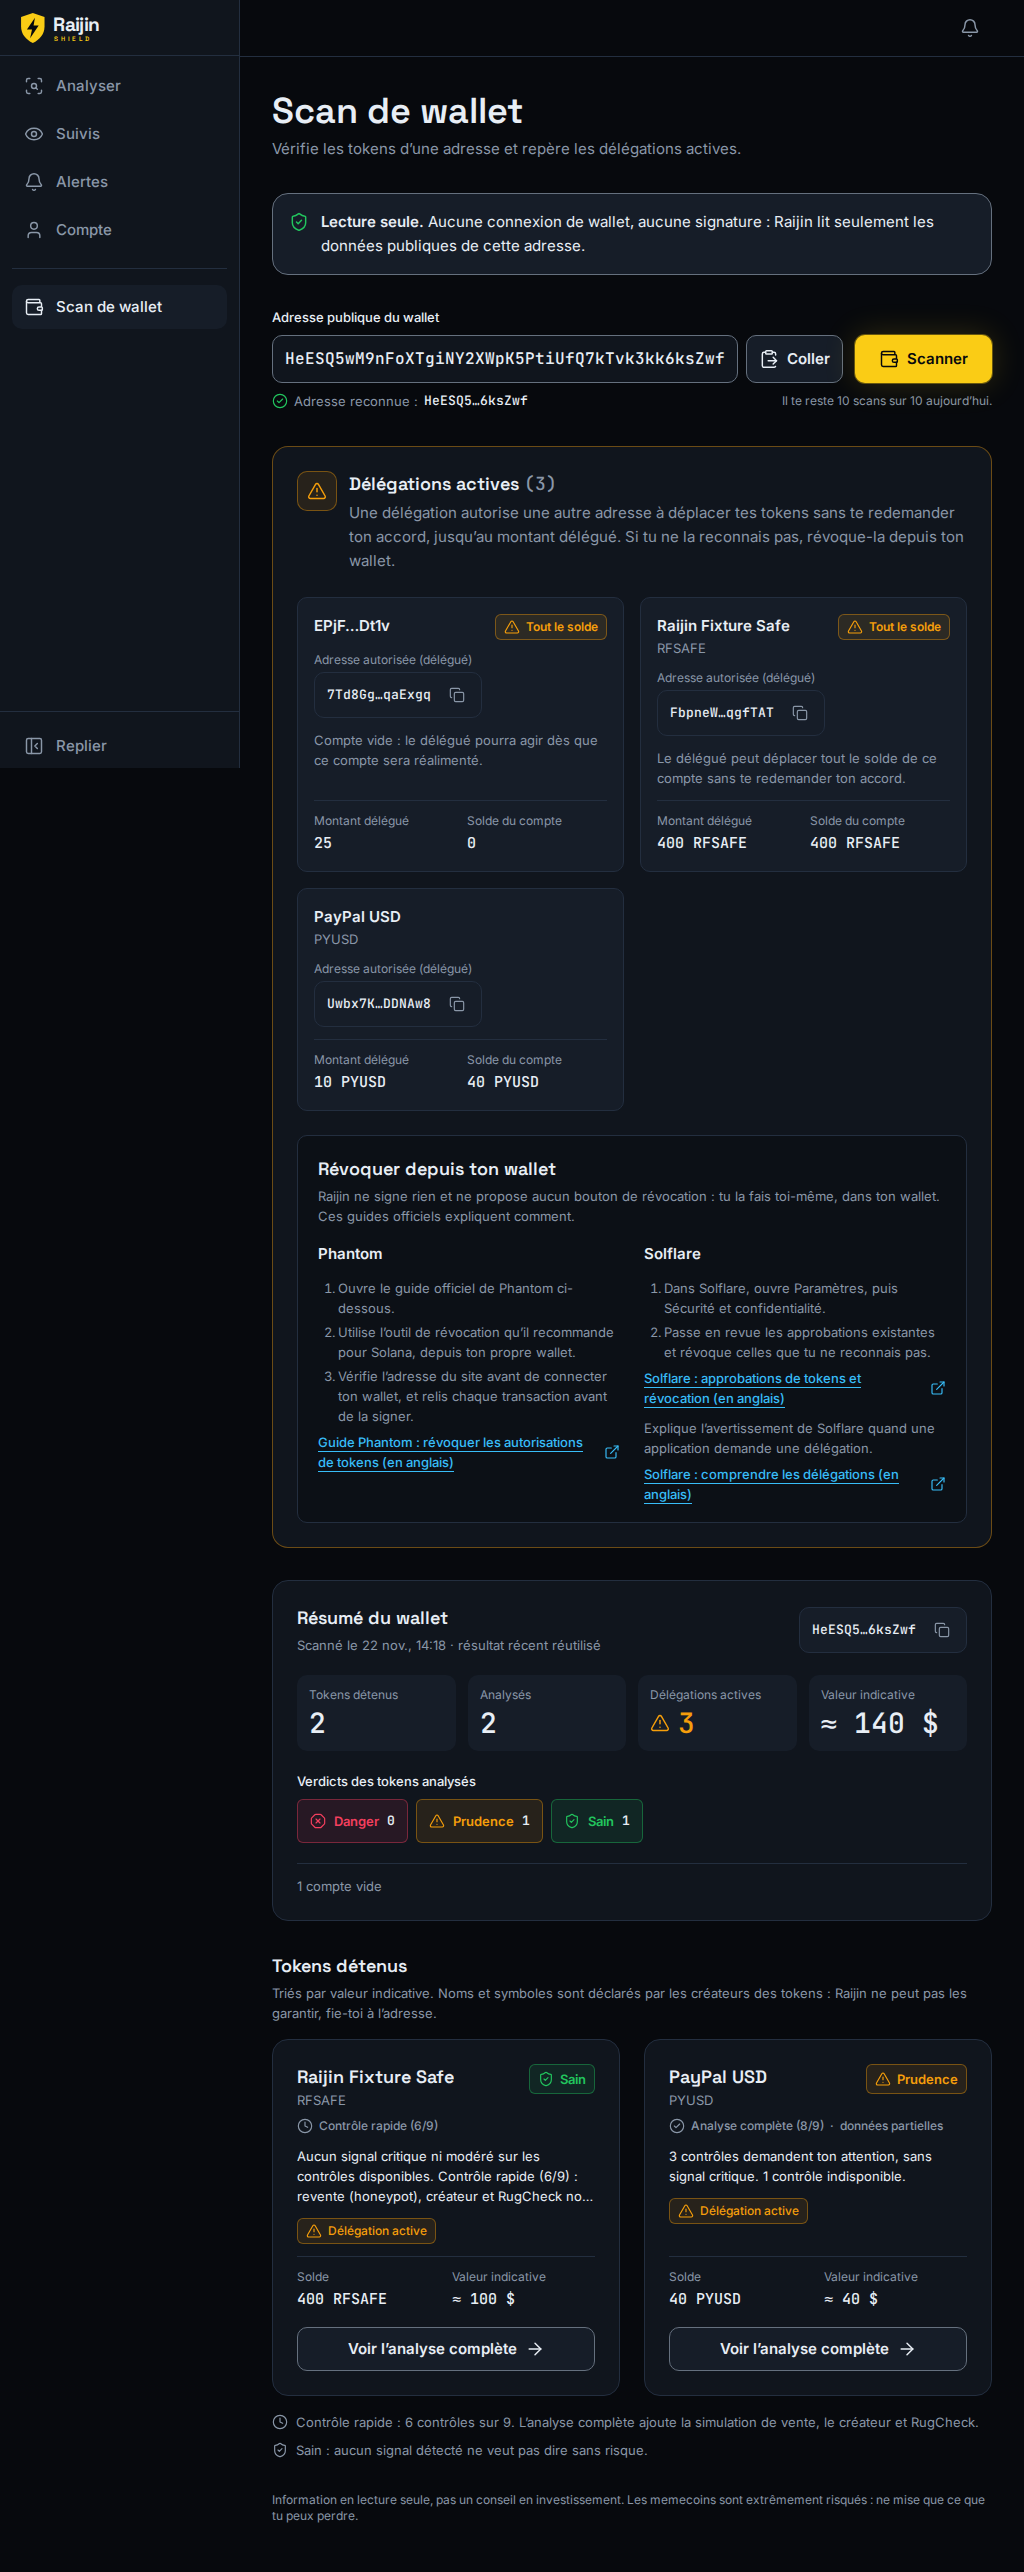 Raijin
SHIELD
Analyser
Suivis
Alertes
Compte
Scan de wallet
Replier
Scan de wallet
Vérifie les tokens d’une adresse et repère les délégations actives.
Lecture seule. Aucune connexion de wallet, aucune signature : Raijin lit seulement les
données publiques de cette adresse.
Adresse publique du wallet
HeESQ5wM9nFoXTgiNY2XWpK5PtiUfQ7kTvk3kk6ksZwf
Coller
Scanner
Adresse reconnue : HeESQ5…6ksZwf
Il te reste 10 scans sur 10 aujourd’hui.
Délégations actives (3)
Une délégation autorise une autre adresse à déplacer tes tokens sans te redemander
ton accord, jusqu’au montant délégué. Si tu ne la reconnais pas, révoque-la depuis ton
wallet.
EPjF…Dt1v
Tout le solde
Adresse autorisée (délégué)
7Td8Gg…qaExgq
Compte vide : le délégué pourra agir dès que
ce compte sera réalimenté.
Montant délégué
Solde du compte
25
0
Raijin Fixture Safe
Tout le solde
RFSAFE
Adresse autorisée (délégué)
FbpneW…qgfTAT
Le délégué peut déplacer tout le solde de ce
compte sans te redemander ton accord.
Montant délégué
Solde du compte
400 RFSAFE
400 RFSAFE
PayPal USD
PYUSD
Adresse autorisée (délégué)
Uwbx7K…DDNAw8
Montant délégué
Solde du compte
10 PYUSD
40 PYUSD
Révoquer depuis ton wallet
Raijin ne signe rien et ne propose aucun bouton de révocation : tu la fais toi-même, dans ton wallet.
Ces guides officiels expliquent comment.
Phantom
1. Ouvre le guide officiel de Phantom ci-
dessous.
2. Utilise l’outil de révocation qu’il recommande
pour Solana, depuis ton propre wallet.
3. Vérifie l’adresse du site avant de connecter
ton wallet, et relis chaque transaction avant
de la signer.
Guide Phantom : révoquer les autorisations
de tokens (en anglais)
Solflare
1. Dans Solflare, ouvre Paramètres, puis
Sécurité et confidentialité.
2. Passe en revue les approbations existantes
et révoque celles que tu ne reconnais pas.
Solflare : approbations de tokens et
révocation (en anglais)
Explique l’avertissement de Solflare quand une
application demande une délégation.
Solflare : comprendre les délégations (en
anglais)
Résumé du wallet
Scanné le 22 nov., 14:18 · résultat récent réutilisé
HeESQ5…6ksZwf
Tokens détenus
2
Analysés
2
Délégations actives
3
Valeur indicative
≈ 140 $
Verdicts des tokens analysés
Danger 0
Prudence 1
Sain 1
1 compte vide
Tokens détenus
Triés par valeur indicative. Noms et symboles sont déclarés par les créateurs des tokens : Raijin ne peut pas les
garantir, fie-toi à l’adresse.
Raijin Fixture Safe
Sain
RFSAFE
Contrôle rapide (6/9)
Aucun signal critique ni modéré sur les
contrôles disponibles. Contrôle rapide (6/9) :
revente (honeypot), créateur et RugCheck no…
Délégation active
Solde
Valeur indicative
400 RFSAFE
≈ 100 $
Voir l’analyse complète
PayPal USD
Prudence
PYUSD
Analyse complète (8/9) · données partielles
3 contrôles demandent ton attention, sans
signal critique. 1 contrôle indisponible.
Délégation active
Solde
Valeur indicative
40 PYUSD
≈ 40 $
Voir l’analyse complète
Contrôle rapide : 6 contrôles sur 9. L’analyse complète ajoute la simulation de vente, le créateur et RugCheck.
Sain : aucun signal détecté ne veut pas dire sans risque.
Information en lecture seule, pas un conseil en investissement. Les memecoins sont extrêmement risqués : ne mise que ce que
tu peux perdre.